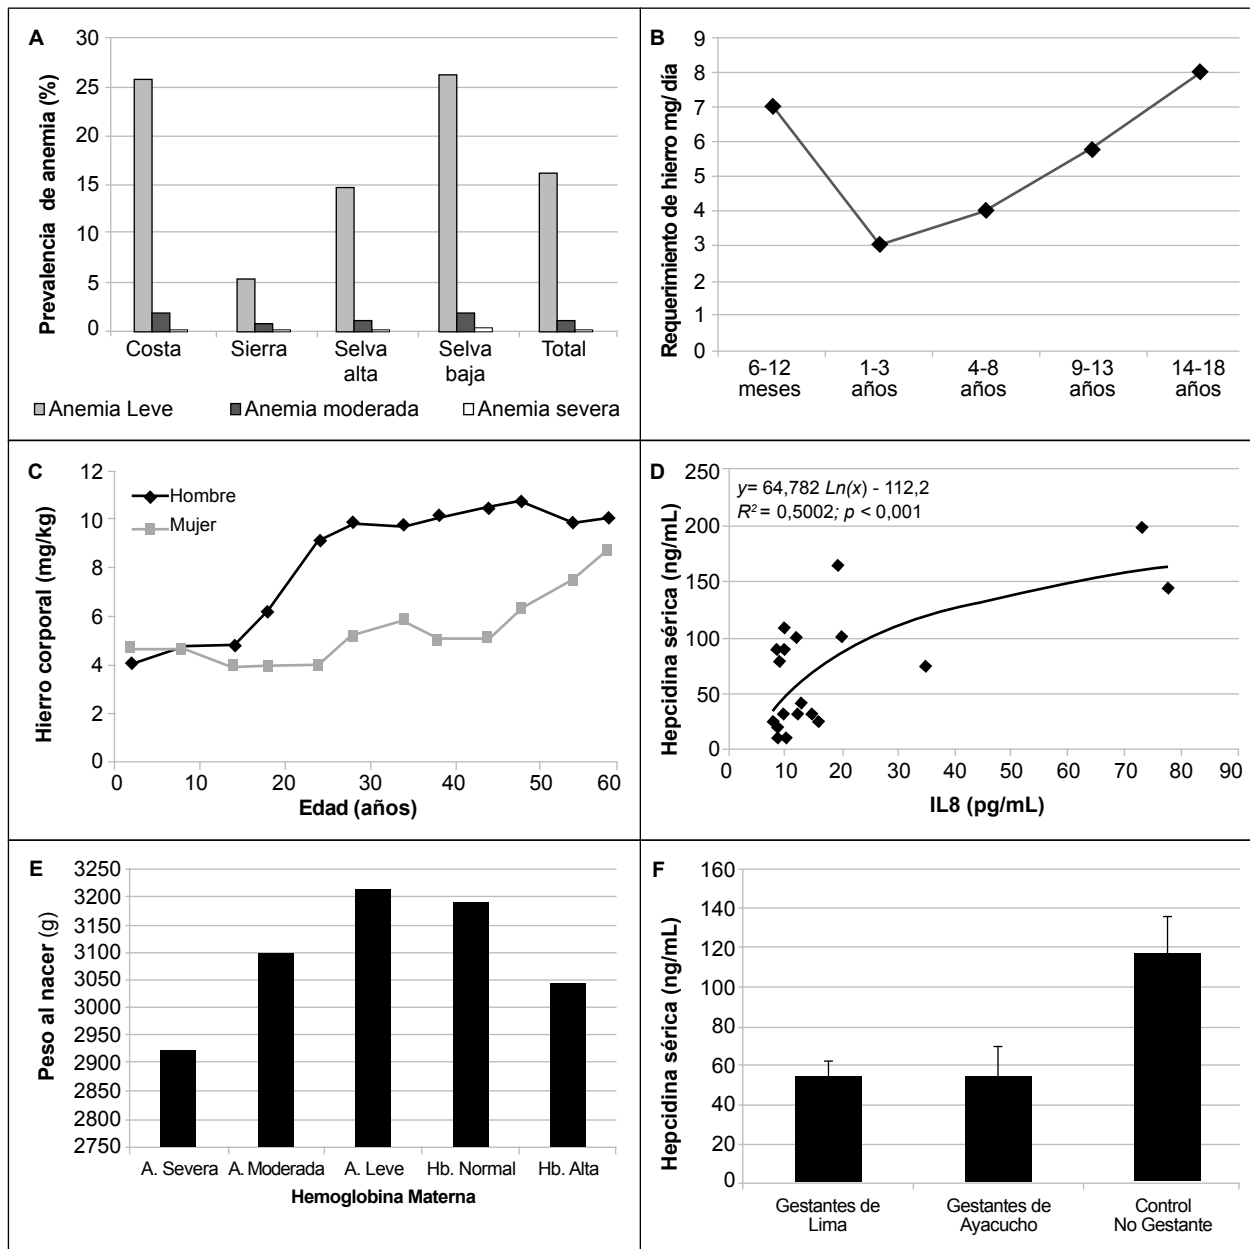 A
Prevalencia de anemia (%)
30
25
20
15
10
5
0
Costa
Sierra
Selva
alta
Selva
baja
Total
Anemia Leve
Anemia moderada
Anemia severa
B
Requerimiento de hierro mg/día
9
8
7
6
5
4
3
2
1
0
6-12
meses
1-3
años
4-8
años
9-13
años
14-18
años
C
Hierro corporal (mg/kg)
12
10
8
6
4
2
0
Hombre
Mujer
0
10
20
30
40
50
60
Edad (años)
D
y= 64,782 Ln(x) - 112,2
R² = 0,5002; p < 0,001
Hepcidina sérica (ng/mL)
250
200
150
100
50
0
0
10
20
30
40
50
60
70
80
90
IL8 (pg/mL)
E
Peso al nacer (g)
3250
3200
3150
3100
3050
3000
2950
2900
2850
2800
2750
A. Severa
A. Moderada
A. Leve
Hb. Normal
Hb. Alta
Hemoglobina Materna
F
Hepcidina sérica (ng/mL)
160
140
120
100
80
60
40
20
0
Gestantes de
Lima
Gestantes de
Ayacucho
Control
No Gestante